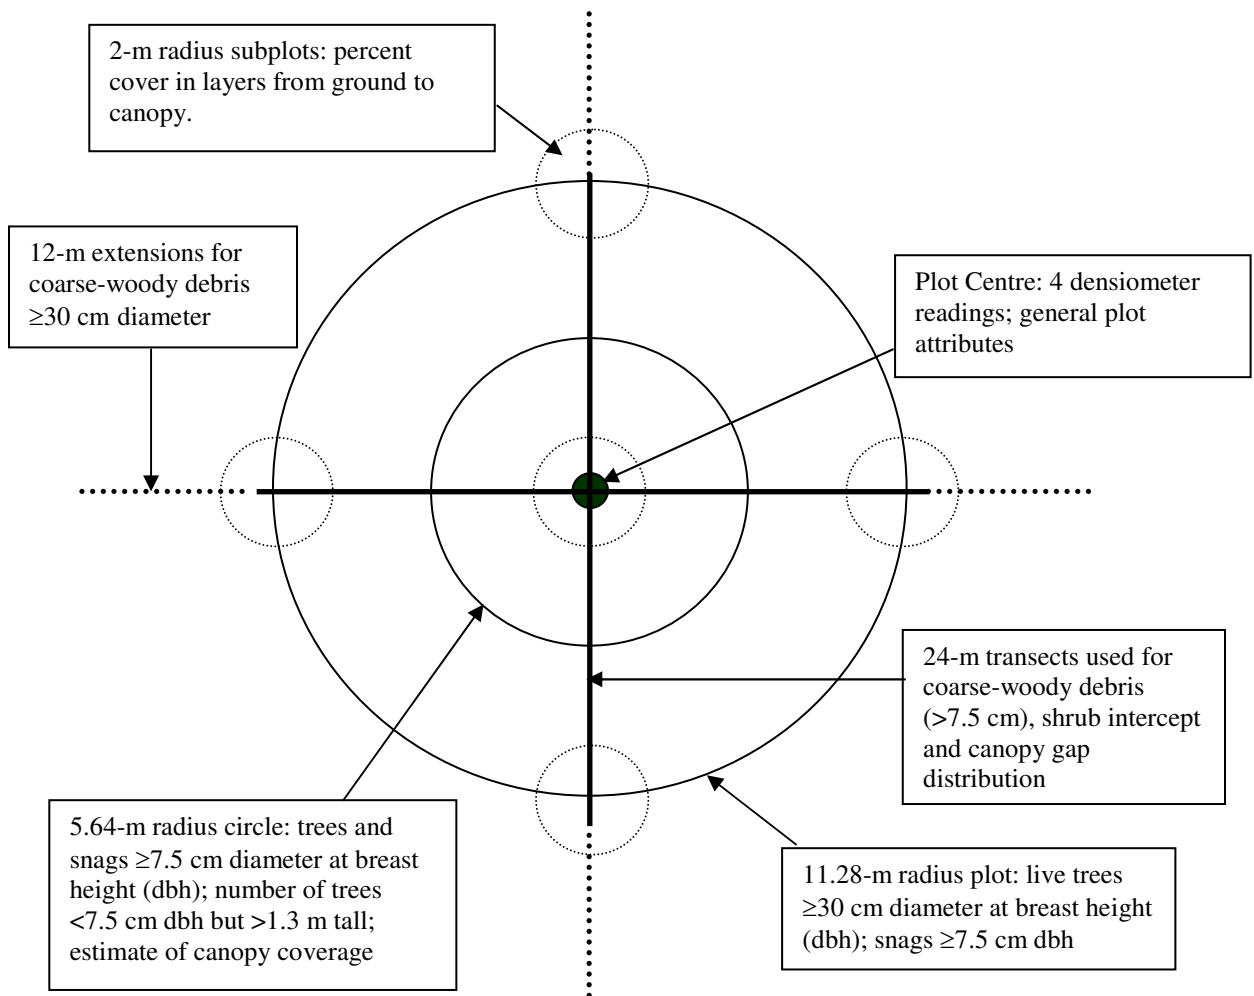 2-m radius subplots: percent
cover in layers from ground to
canopy.
12-m extensions for
coarse-woody debris
≥30 cm diameter
Plot Centre: 4 densiometer
readings; general plot
attributes
24-m transects used for
coarse-woody debris
(>7.5 cm), shrub intercept
and canopy gap
distribution
5.64-m radius circle: trees and
snags ≥7.5 cm diameter at breast
height (dbh); number of trees
<7.5 cm dbh but >1.3 m tall;
estimate of canopy coverage
11.28-m radius plot: live trees
≥30 cm diameter at breast height
(dbh); snags ≥7.5 cm dbh